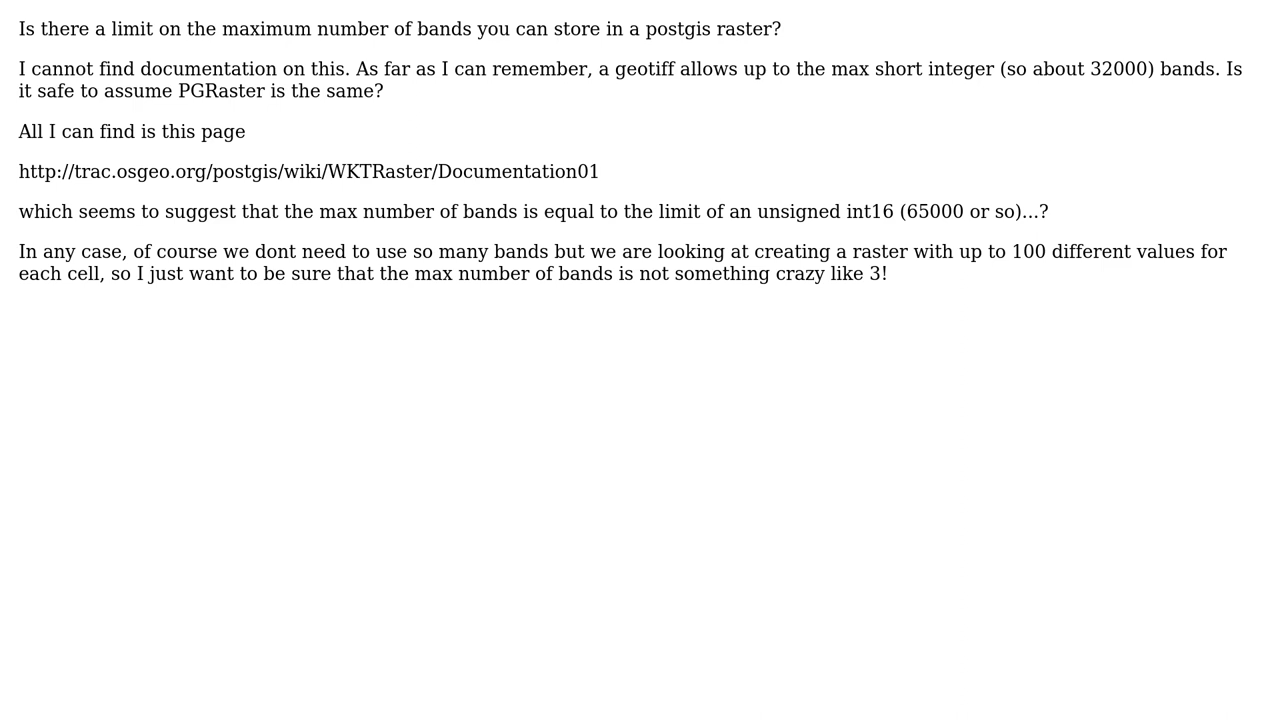 Is there a limit on the maximum number of bands you can store in a postgis raster?
I cannot find documentation on this. As far as I can remember, a geotiff allows up to the max short integer (so about 32000) bands. Is
it safe to assume PGRaster is the same?
All I can find is this page
http://trac.osgeo.org/postgis/wiki/WKTRaster/Documentation01
which seems to suggest that the max number of bands is equal to the limit of an unsigned int16 (65000 or so)...?
In any case, of course we dont need to use so many bands but we are looking at creating a raster with up to 100 different values for
each cell, so I just want to be sure that the max number of bands is not something crazy like 3!